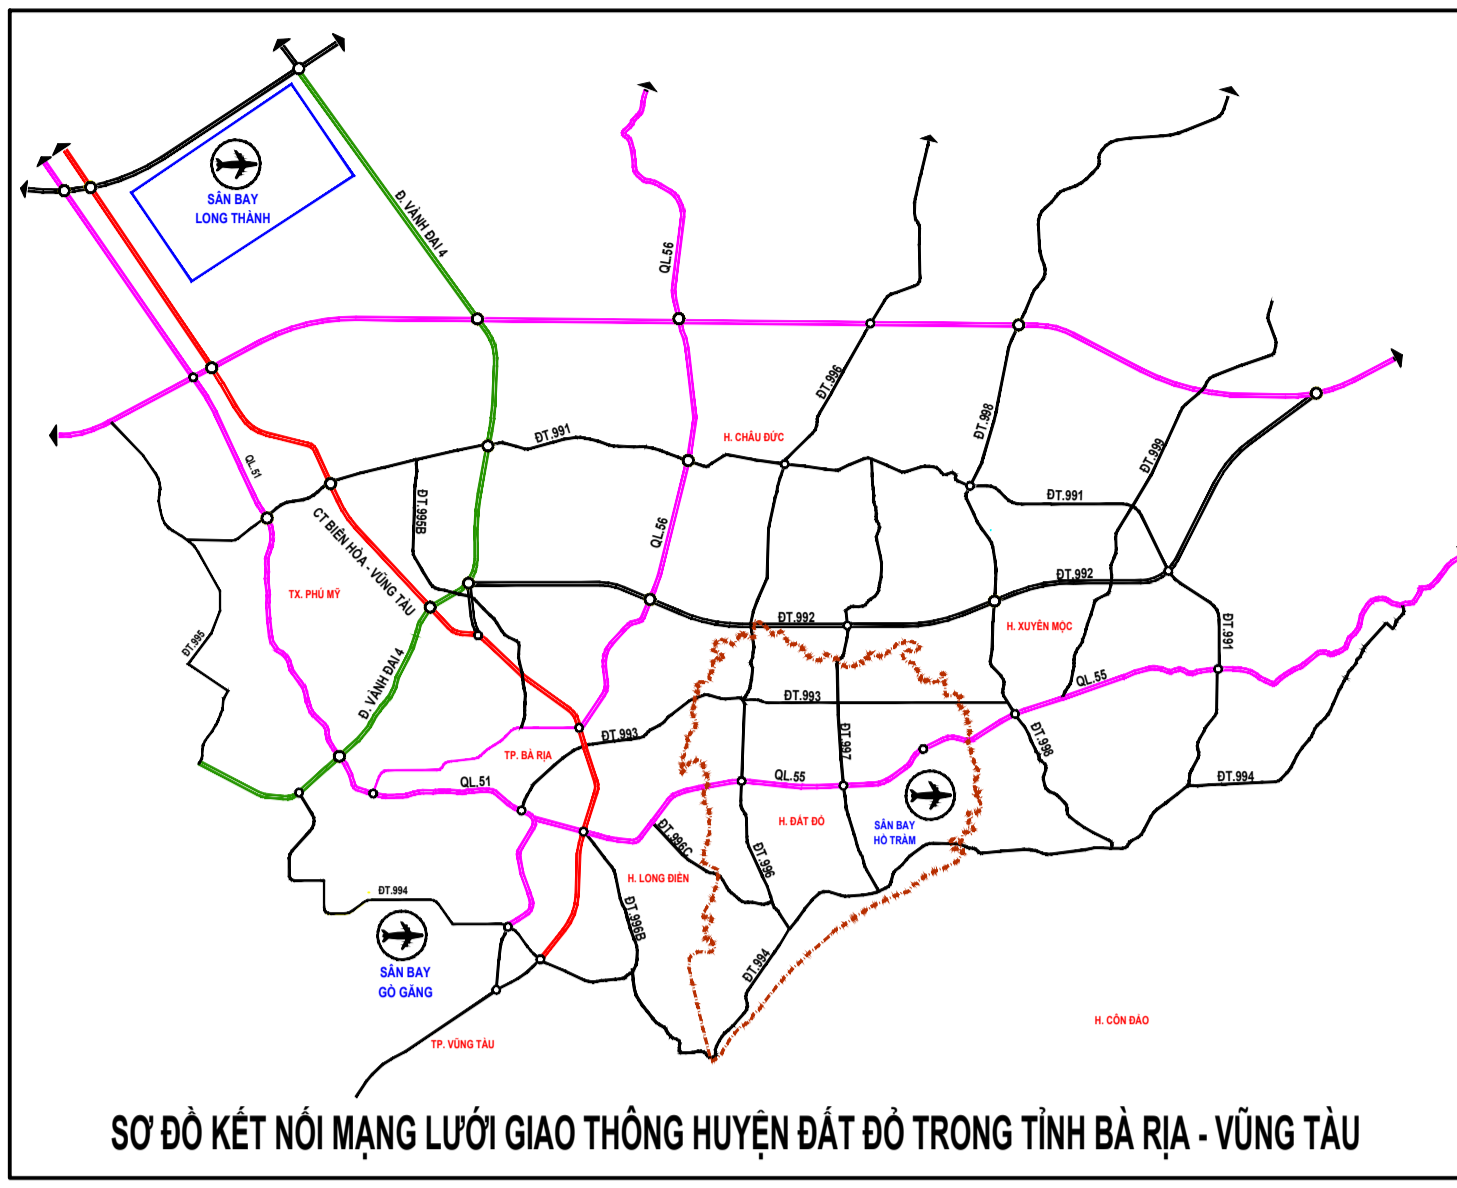 SÂN BAY
LONG THÀNH
Đ. VÀNH ĐAI 4
QL.56
ĐT.996
ĐT.998
ĐT.999
ĐT.991
H. CHÂU ĐỨC
QL.51
ĐT.995B
ĐT.991
CT BIÊN HÒA - VŨNG TÀU
QL.56
ĐT.992
TX. PHÚ MỸ
ĐT.992
H. XUYÊN MỘC
ĐT.991
ĐT.995
Đ. VÀNH ĐAI 4
QL.55
ĐT.993
ĐT.993
ĐT.997
ĐT.998
TP. BÀ RỊA
QL.51
QL.55
ĐT.994
H. ĐẤT ĐỎ
SÂN BAY
HỒ TRÀM
ĐT.996C
ĐT.996
H. LONG ĐIỀN
ĐT.994
ĐT.996B
SÂN BAY
GÒ GĂNG
ĐT.994
H. CÔN ĐẢO
TP. VŨNG TÀU
SƠ ĐỒ KẾT NỐI MẠNG LƯỚI GIAO THÔNG HUYỆN ĐẤT ĐỎ TRONG TỈNH BÀ RỊA - VŨNG TÀU